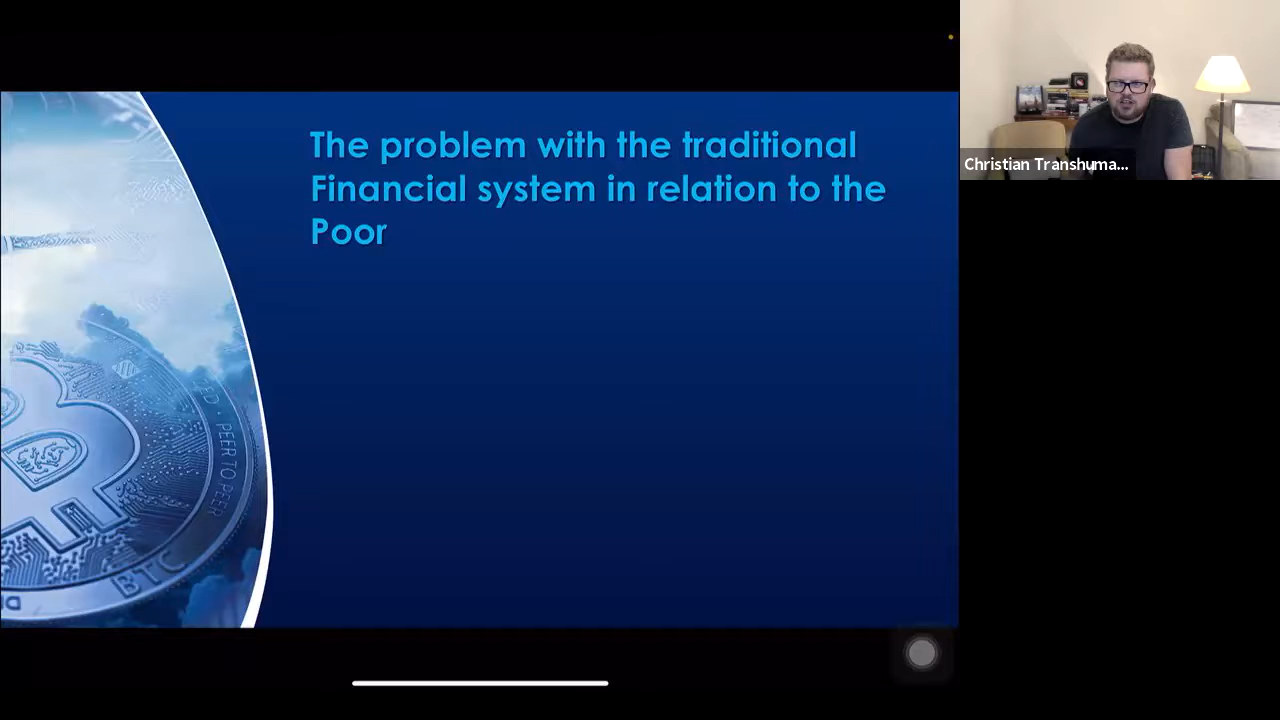 The problem with the traditional
Financial system in relation to the
Poor
Christian Transhuma...
PEER TO PEER
BTC